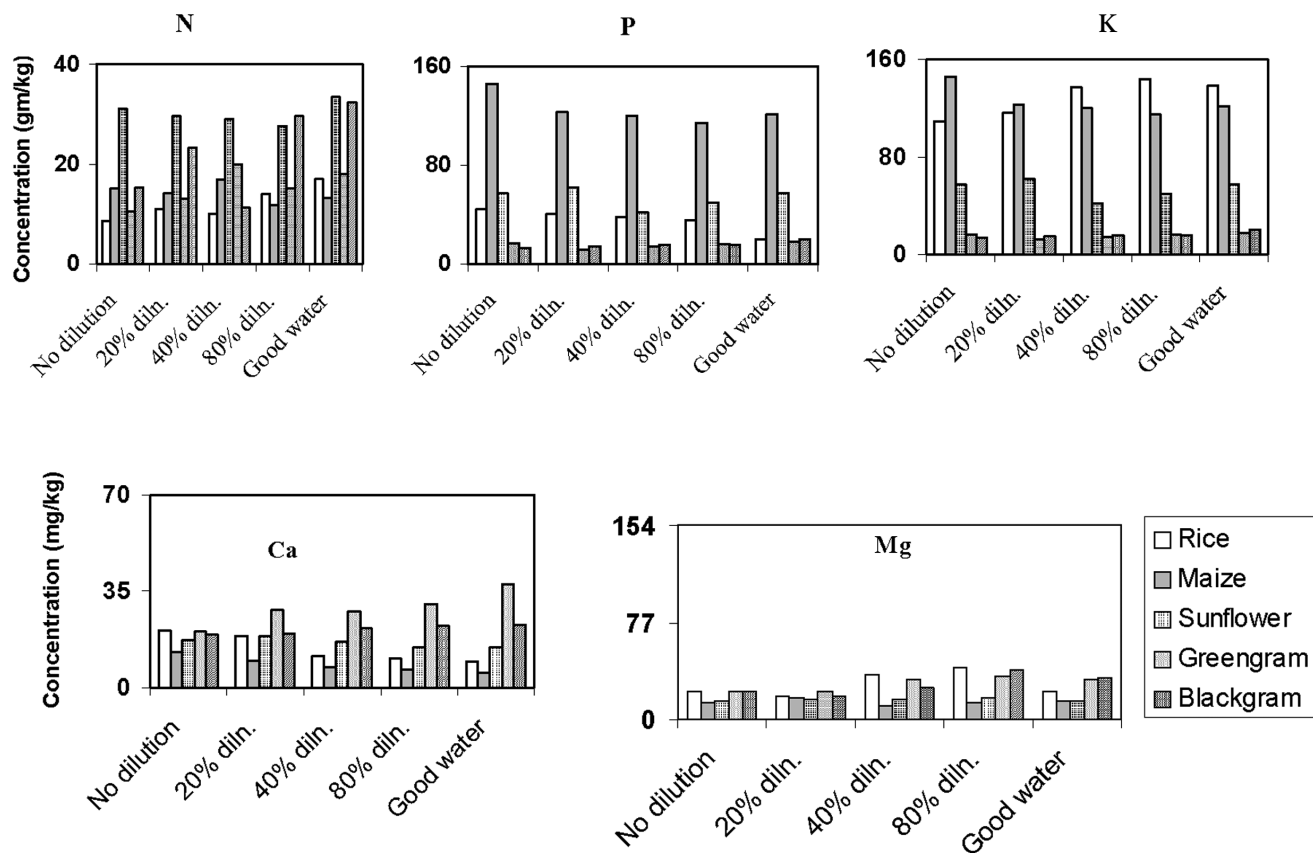 N
P
K
Concentration (gm/kg)
40
20
0
No dilution
20% diln.
40% diln.
80% diln.
Good water
160
80
0
No dilution
20% diln.
40% diln.
80% diln.
Good water
160
80
0
No dilution
20% diln.
40% diln.
80% diln.
Good water
Concentration (mg/kg)
70
35
0
Ca
No dilution
20% diln.
40% diln.
80% diln.
Good water
154
77
0
Mg
No dilution
20% diln.
40% diln.
80% diln.
Good water
Rice
Maize
Sunflower
Greengram
Blackgram